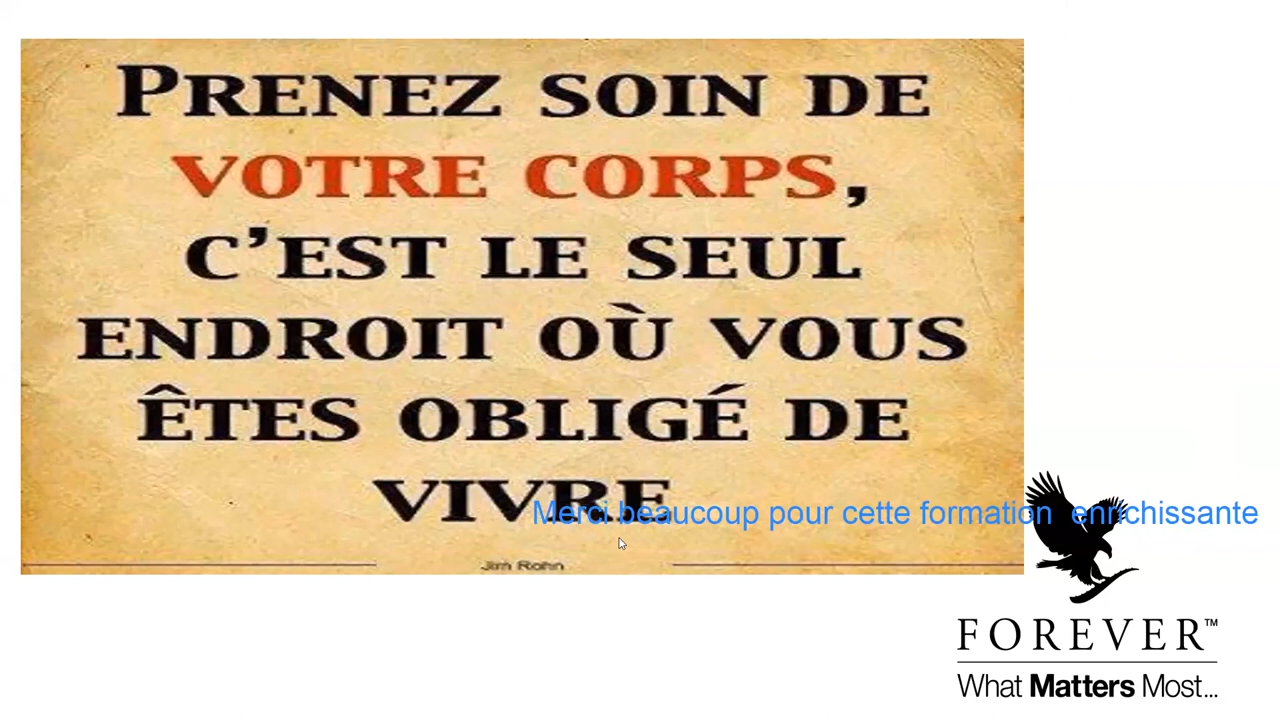 PRENEZ SOIN DE
VOTRE CORPS,
C'EST LE SEUL
ENDROIT OÙ VOUS
ÊTES OBLIGÉ DE
VIVRE
Merci beaucoup pour cette formation enrichissante
Jim Rohn
FOREVER™
What Matters Most...